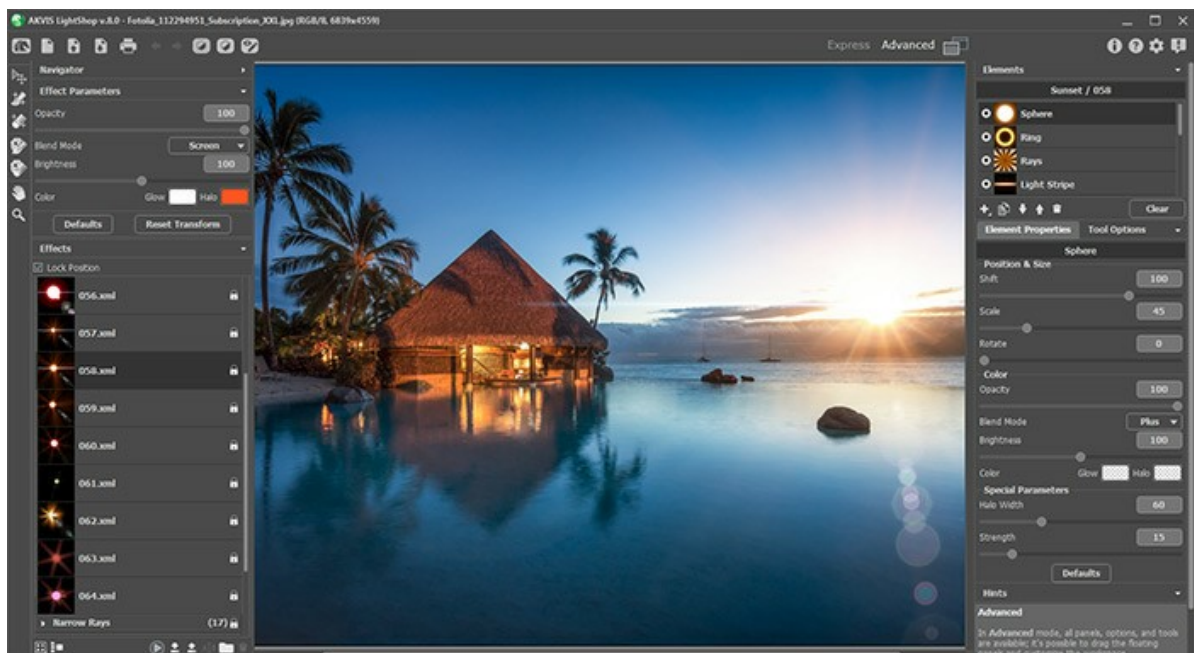 AKVIS LightShop v.8.0 - Fotolia_112294951_Subscription_XXL.jpg (RGB/8, 6839x4559)
Express Advanced
Navigator
Effect Parameters
Opacity 100
Blend Mode Screen
Brightness 100
Color Glow Halo
Defaults Reset Transform
Effects
Lock Position
056.xml
057.xml
058.xml
059.xml
060.xml
061.xml
062.xml
063.xml
064.xml
Narrow Rays (17)
Elements
Sunset / 058
Sphere
Ring
Rays
Light Stripe
Clear
Element Properties Tool Options
Sphere
Position & Size
Shift 100
Scale 45
Rotate 0
Color
Opacity 100
Blend Mode Plus
Brightness 100
Color Glow Halo
Special Parameters
Halo Width 60
Strength 15
Defaults
Hints
Advanced
In Advanced mode, all panels, options, and tools
are available; it's possible to drag the floating